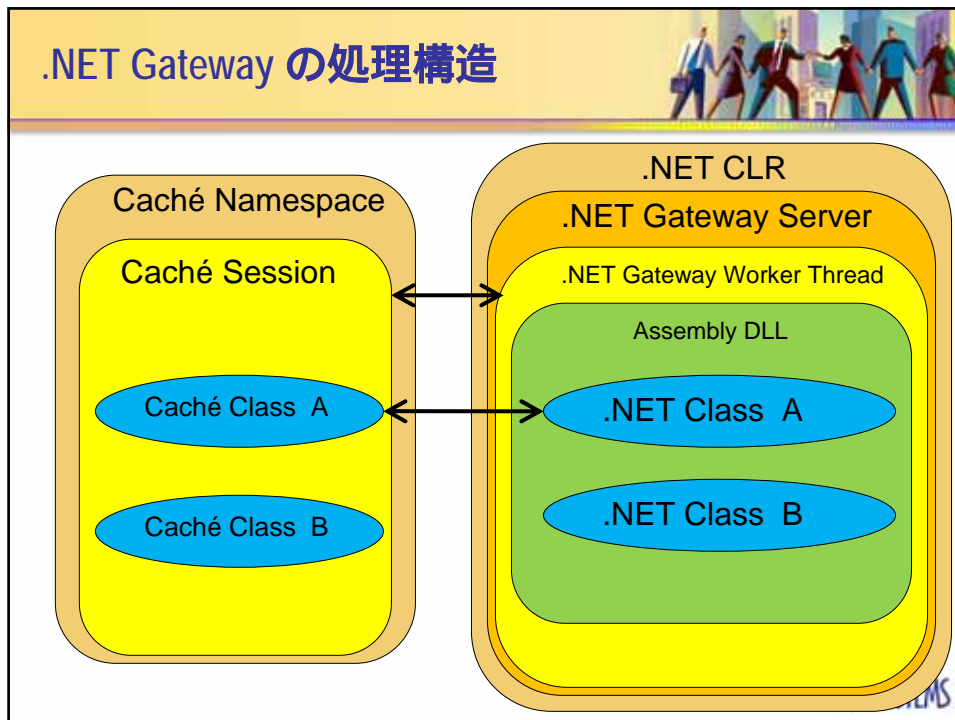 .NET Gateway の処理構造
Caché Namespace
Caché Session
Caché Class A
Caché Class B
.NET CLR
.NET Gateway Server
.NET Gateway Worker Thread
Assembly DLL
.NET Class A
.NET Class B